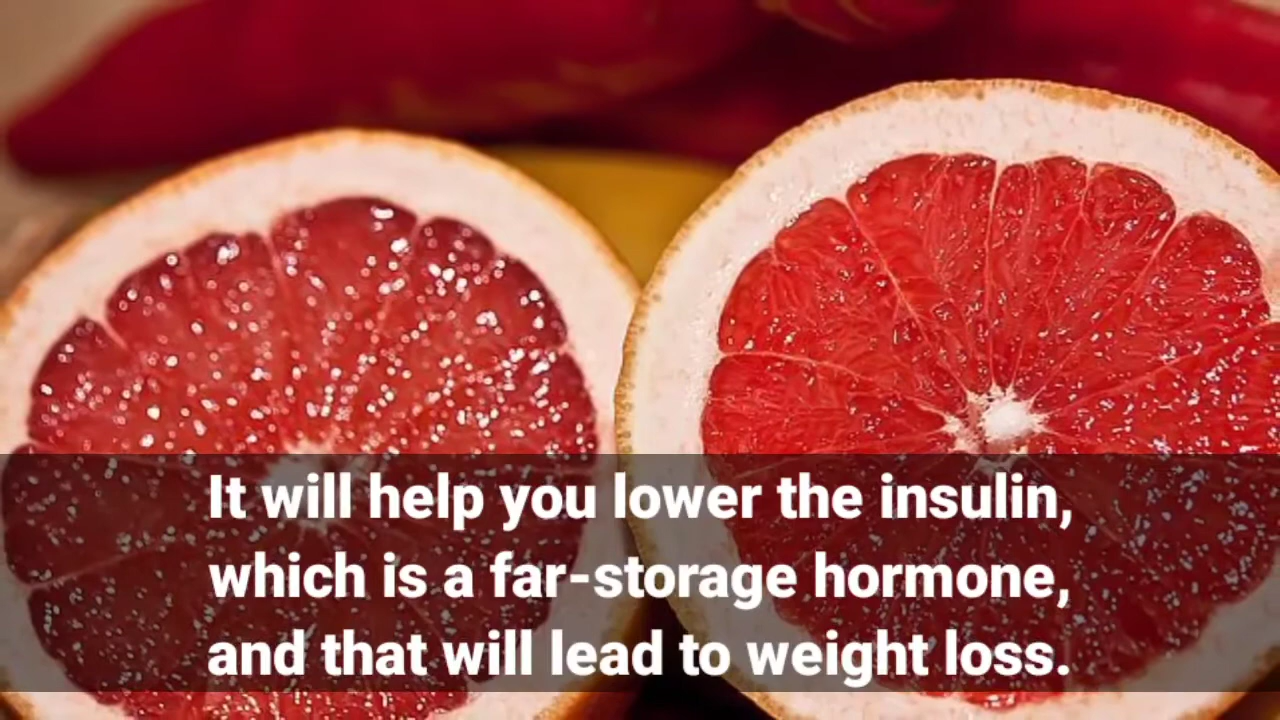 It will help you lower the insulin,
which is a far-storage hormone,
and that will lead to weight loss.